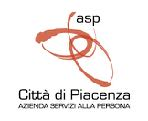 asp
Città di Piacenza
AZIENDA SERVIZI ALLA PERSONA